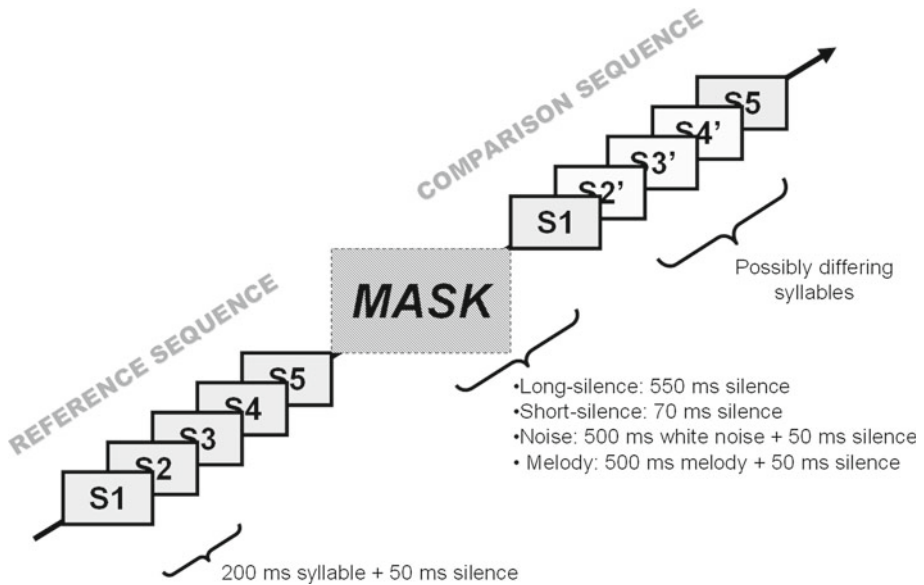 COMPARISON SEQUENCE
S5
S4'
S3'
S2'
S1
Possibly differing
syllables
MASK
REFERENCE SEQUENCE
S5
S4
S3
S2
S1
•Long-silence: 550 ms silence
•Short-silence: 70 ms silence
•Noise: 500 ms white noise + 50 ms silence
• Melody: 500 ms melody + 50 ms silence
200 ms syllable + 50 ms silence